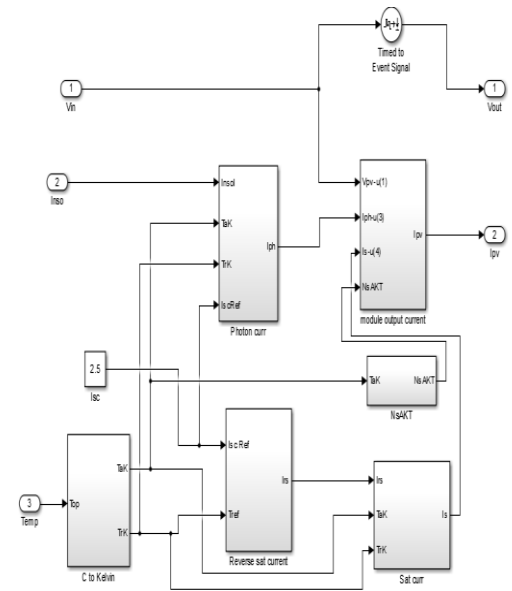 Timed to
Event Signal
1
Vin
1
Vout
2
Inso
Insol
TaK
TrK
IscRef
Iph
Photon curr
Vpv-u(1)
Iph-u(3)
Is-u(4)
NsAKT
Ipv
module output current
2
Ipv
2.5
Isc
TaK
NsAKT
NsAKT
Isc Ref
Tref
Irs
Reverse sat current
3
Temp
Top
TaK
TrK
C to Kelvin
Irs
TaK
TrK
Is
Sat curr